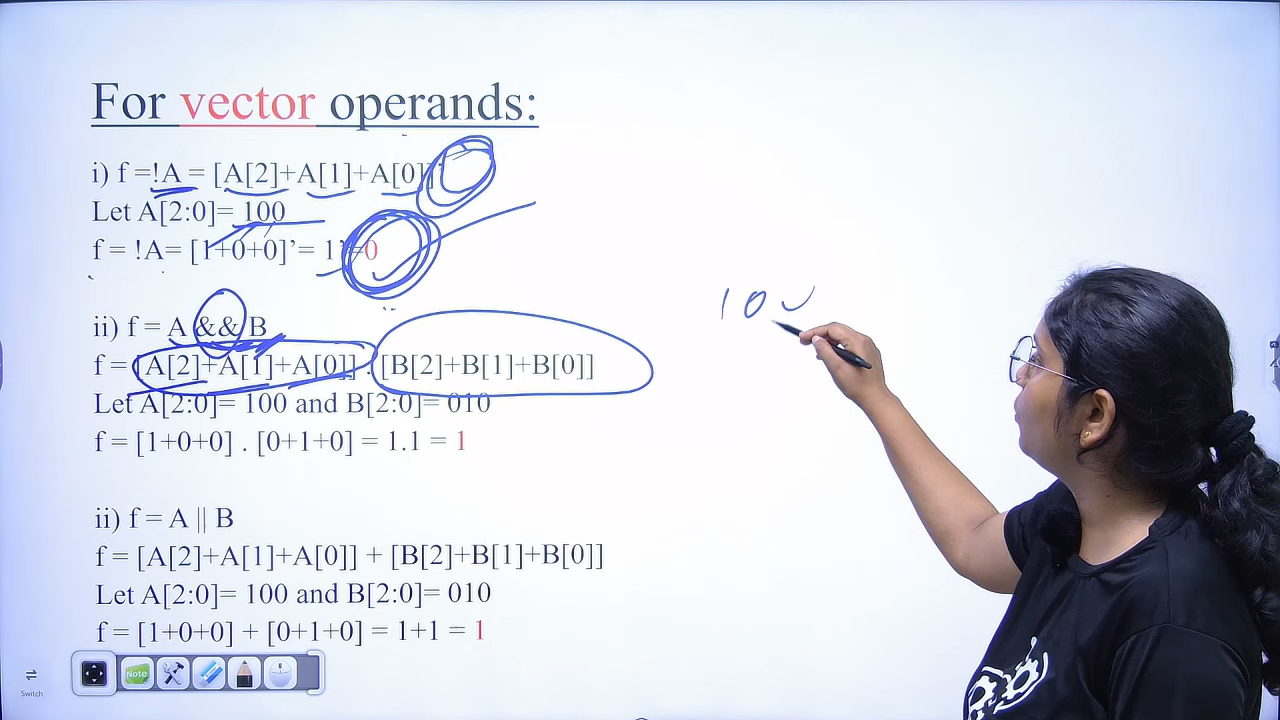 For vector operands:
i) f =!A = [A[2]+A[1]+A[0]]'
Let A[2:0]= 100
f = !A= [1+0+0]’= 1’=0
ii) f = A && B
f = [A[2]+A[1]+A[0]] . [B[2]+B[1]+B[0]]
Let A[2:0]= 100 and B[2:0]= 010
f = [1+0+0] . [0+1+0] = 1.1 = 1
ii) f = A || B
f = [A[2]+A[1]+A[0]] + [B[2]+B[1]+B[0]]
Let A[2:0]= 100 and B[2:0]= 010
f = [1+0+0] + [0+1+0] = 1+1 = 1
10
Note
Switch